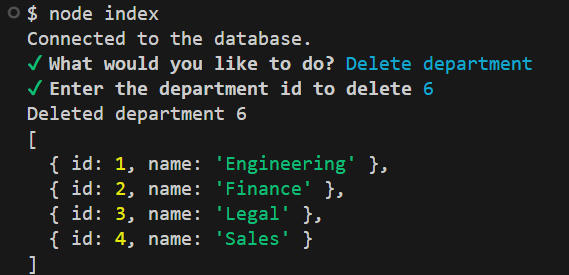 $ node index
Connected to the database.
✓ What would you like to do? Delete department
✓ Enter the department id to delete 6
Deleted department 6
[
  { id: 1, name: 'Engineering' },
  { id: 2, name: 'Finance' },
  { id: 3, name: 'Legal' },
  { id: 4, name: 'Sales' }
]